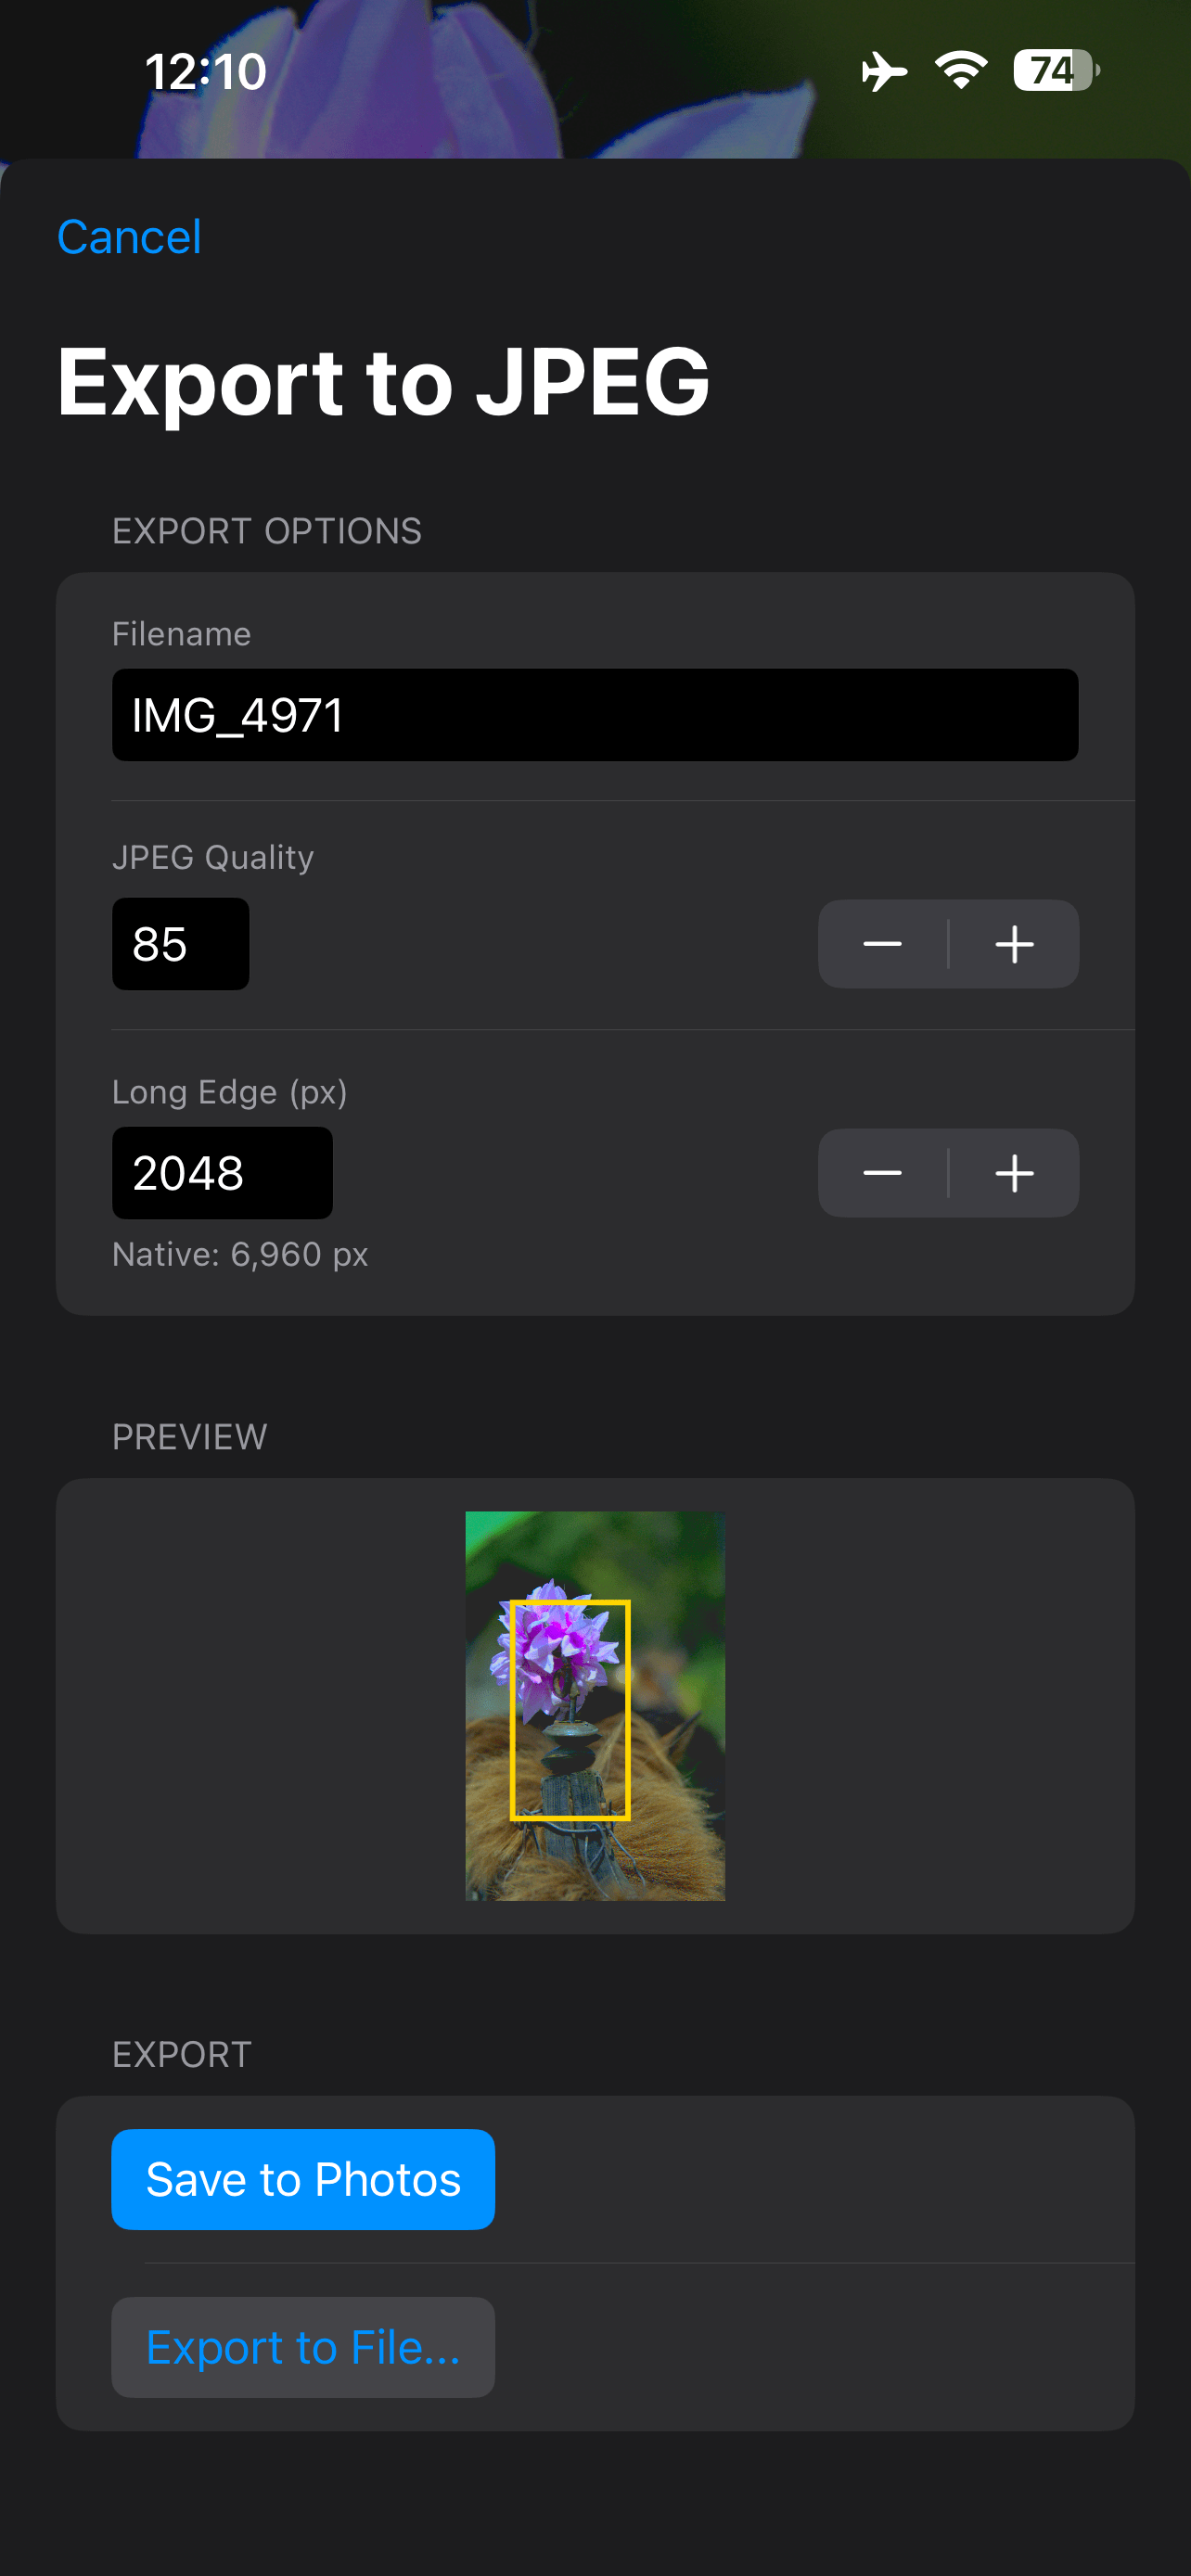 12:10
74
Cancel
Export to JPEG
EXPORT OPTIONS
Filename
IMG_4971
JPEG Quality
85
Long Edge (px)
2048
Native: 6,960 px
PREVIEW
EXPORT
Save to Photos
Export to File...